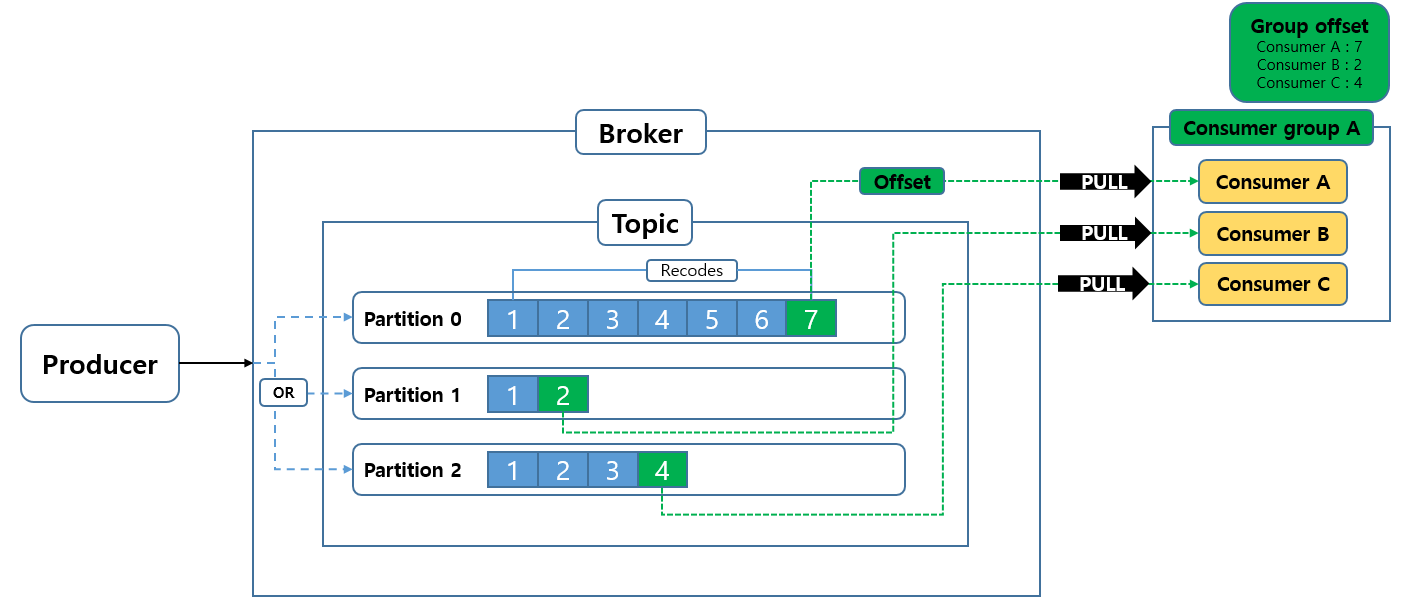 Group offset
Consumer A : 7
Consumer B : 2
Consumer C : 4
Broker
Consumer group A
Offset
PULL
Consumer A
Topic
PULL
Consumer B
Recodes
PULL
Consumer C
Partition 0
1 2 3 4 5 6 7
Producer
OR
Partition 1
1 2
Partition 2
1 2 3 4